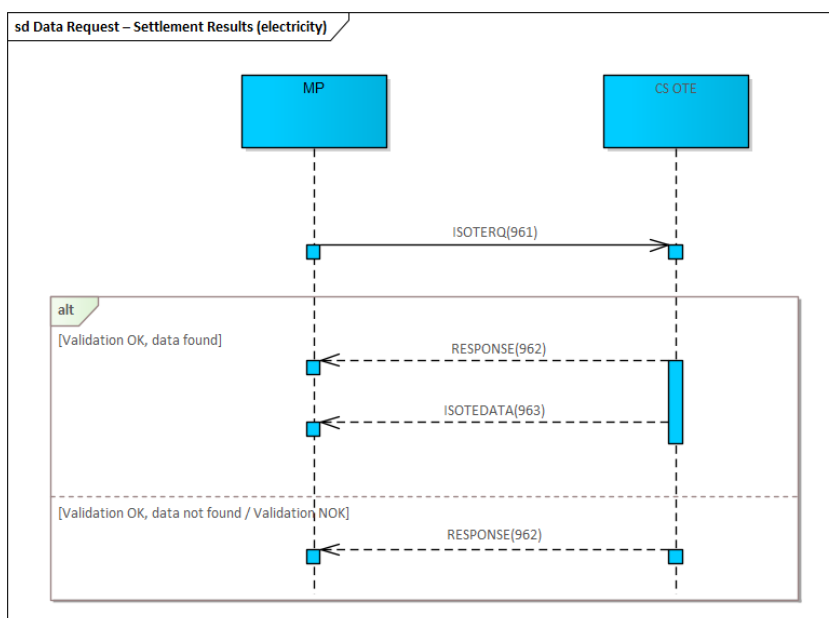 sd Data Request – Settlement Results (electricity)
MP
CS OTE
ISOTERQ(961)
alt
[Validation OK, data found]
RESPONSE(962)
ISOTEDATA(963)
[Validation OK, data not found / Validation NOK]
RESPONSE(962)